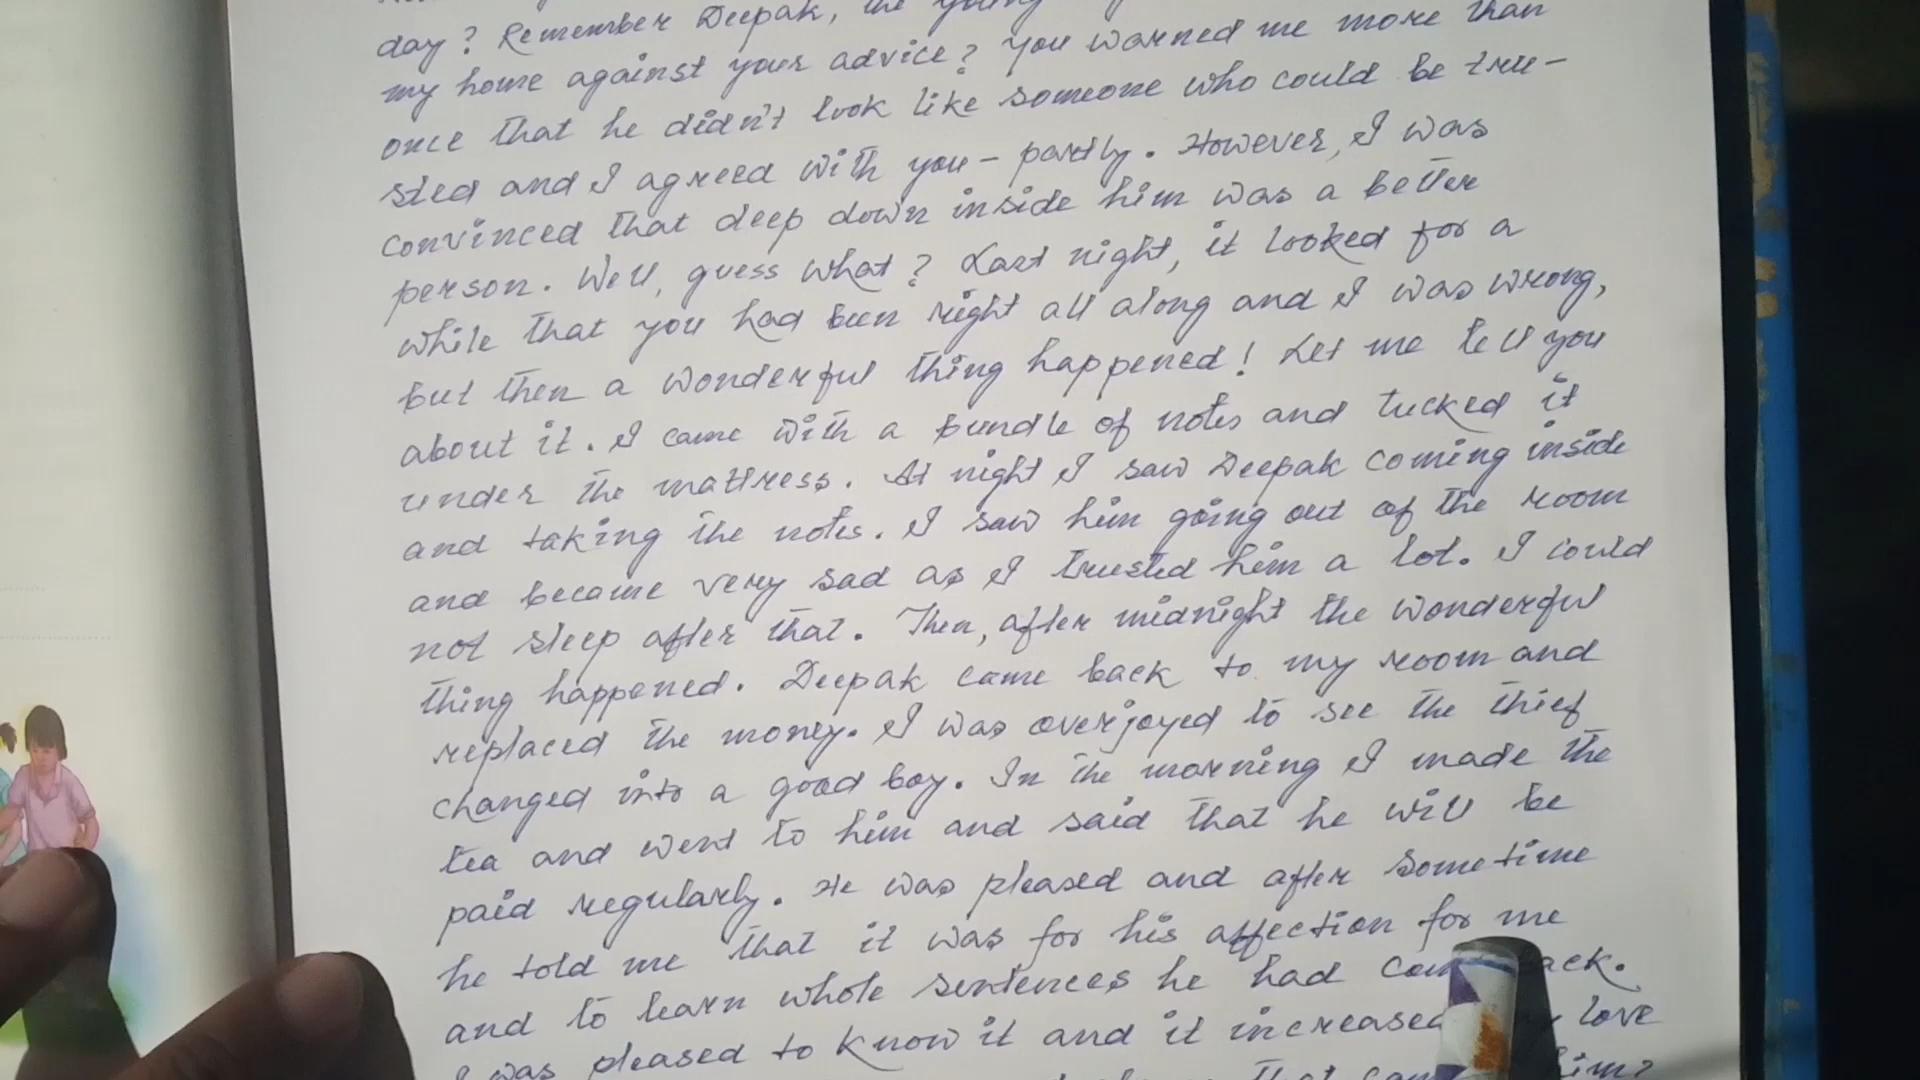 day? Remember Deepak, the young
my home against your advice? You warned me more than
once that he didn't look like someone who could be tru-
sted and I agreed with you - partly. However, I was
convinced that deep down inside him was a better
person. Well, guess what? Last night, it looked for a
while that you had been right all along and I was wrong,
but then a wonderful thing happened! Let me tell you
about it. I came with a bundle of notes and tucked it
under the mattress. At night I saw Deepak coming inside
and taking the notes. I saw him going out of the room
and became very sad as I trusted him a lot. I could
not sleep after that. Then, after midnight the wonderful
thing happened. Deepak came back to my room and
replaced the money. I was overjoyed to see the thief
changed into a good boy. In the morning I made the
tea and went to him and said that he will be
paid regularly. He was pleased and after sometime
he told me that it was for his affection for me
and to learn whole sentences he had
I was pleased to know it and it increased love
that him?